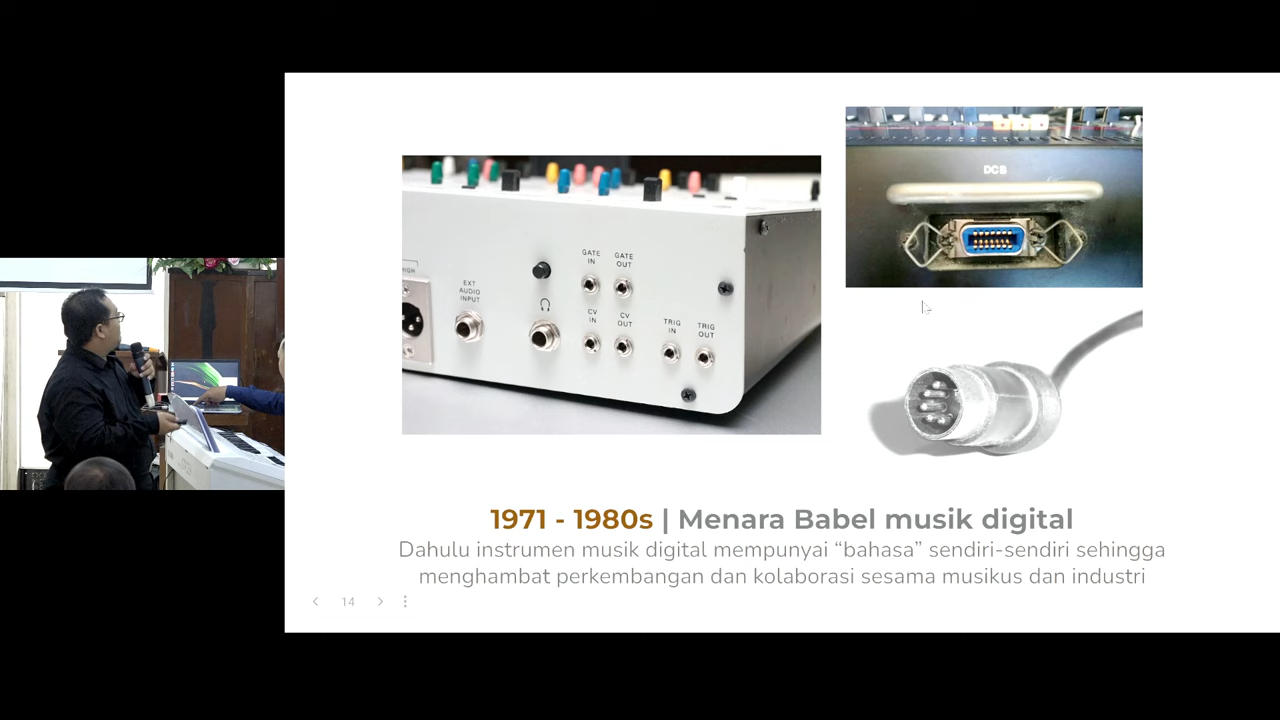 DCB
HIGH
EXT
AUDIO
INPUT
GATE
IN
GATE
OUT
CV
IN
CV
OUT
TRIG
IN
TRIG
OUT
1971 - 1980s | Menara Babel musik digital
Dahulu instrumen musik digital mempunyai “bahasa” sendiri-sendiri sehingga
menghambat perkembangan dan kolaborasi sesama musikus dan industri
14